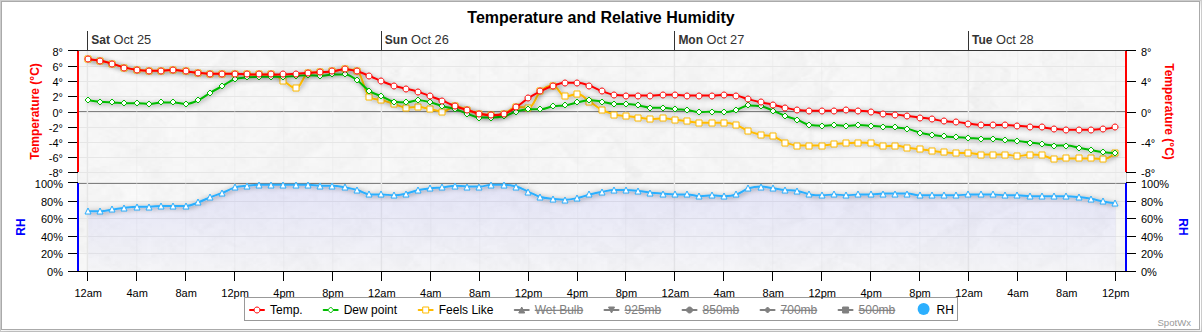 Temperature and Relative Humidity
Sat Oct 25 Sun Oct 26 Mon Oct 27 Tue Oct 28
8° 8°
6°
4° 4°
2°
0° 0°
-2°
-4° -4°
-6°
-8° -8°
Temperature (°C) Temperature (°C)
100% 100%
80% 80%
60% 60%
40% 40%
20% 20%
0% 0%
RH RH
12am 4am 8am 12pm 4pm 8pm 12am 4am 8am 12pm 4pm 8pm 12am 4am 8am 12pm 4pm 8pm 12am 4am 8am 12pm
Temp. Dew point Feels Like Wet Bulb 925mb 850mb 700mb 500mb RH
SpotWx